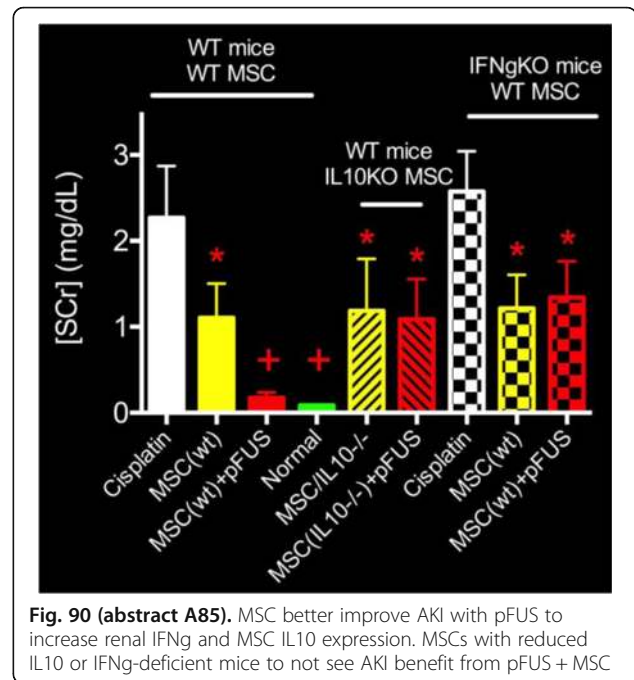 WT mice
WT MSC
IFNgKO mice
WT MSC
WT mice
IL10KO MSC
[SCr] (mg/dL)
3
2
1
0
*
+
+
*
*
*
*
Cisplatin
MSC(wt)
MSC(wt)+pFUS
Normal
MSC/IL10-/-
MSC(IL10-/-)+pFUS
Cisplatin
MSC(wt)
MSC(wt)+pFUS
Fig. 90 (abstract A85). MSC better improve AKI with pFUS to
increase renal IFNg and MSC IL10 expression. MSCs with reduced
IL10 or IFNg-deficient mice to not see AKI benefit from pFUS + MSC